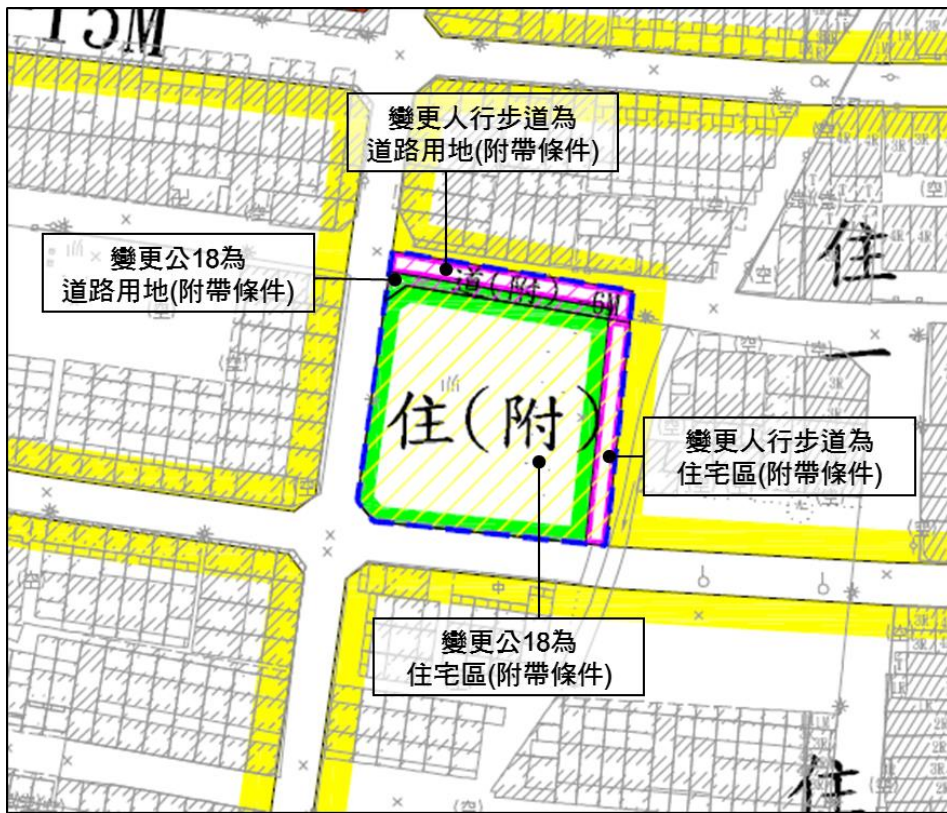 15M
變更人行步道為
道路用地(附帶條件)
變更公18為
道路用地(附帶條件)
道(附)
6M
住(附)
住
一
變更人行步道為
住宅區(附帶條件)
變更公18為
住宅區(附帶條件)
住